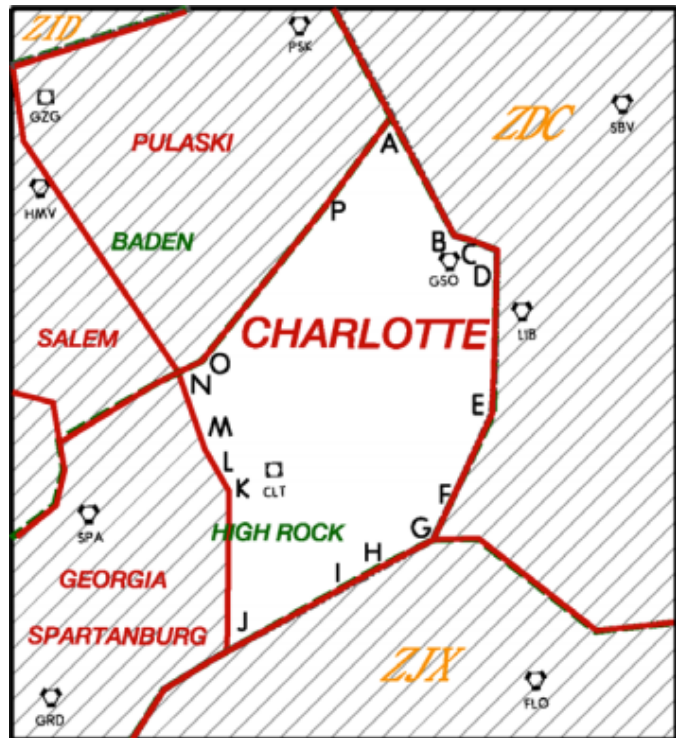 ZID
PSK
GZG
ZDC
SBV
PULASKI
A
HMV
P
BADEN
B
C
GSO
D
SALEM
CHARLOTTE
LIB
O
N
E
M
L
K
CLT
F
SPA
HIGH ROCK
G
H
GEORGIA
I
J
SPARTANBURG
ZJX
GRD
FLO